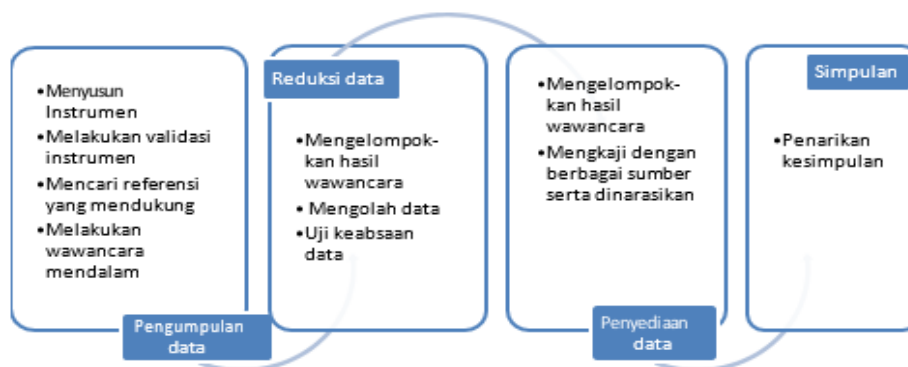 •Menyusun
Instrumen
•Melakukan validasi
instrumen
•Mencari referensi
yang mendukung
•Melakukan
wawancara
mendalam
Pengumpulan
data
Reduksi data
•Mengelompok-
kan hasil
wawancara
• Mengolah data
•Uji keabsaan
data
•Mengelompok-
kan hasil
wawancara
•Mengkaji dengan
berbagai sumber
serta dinarasikan
Penyediaan
data
Simpulan
•Penarikan
kesimpulan